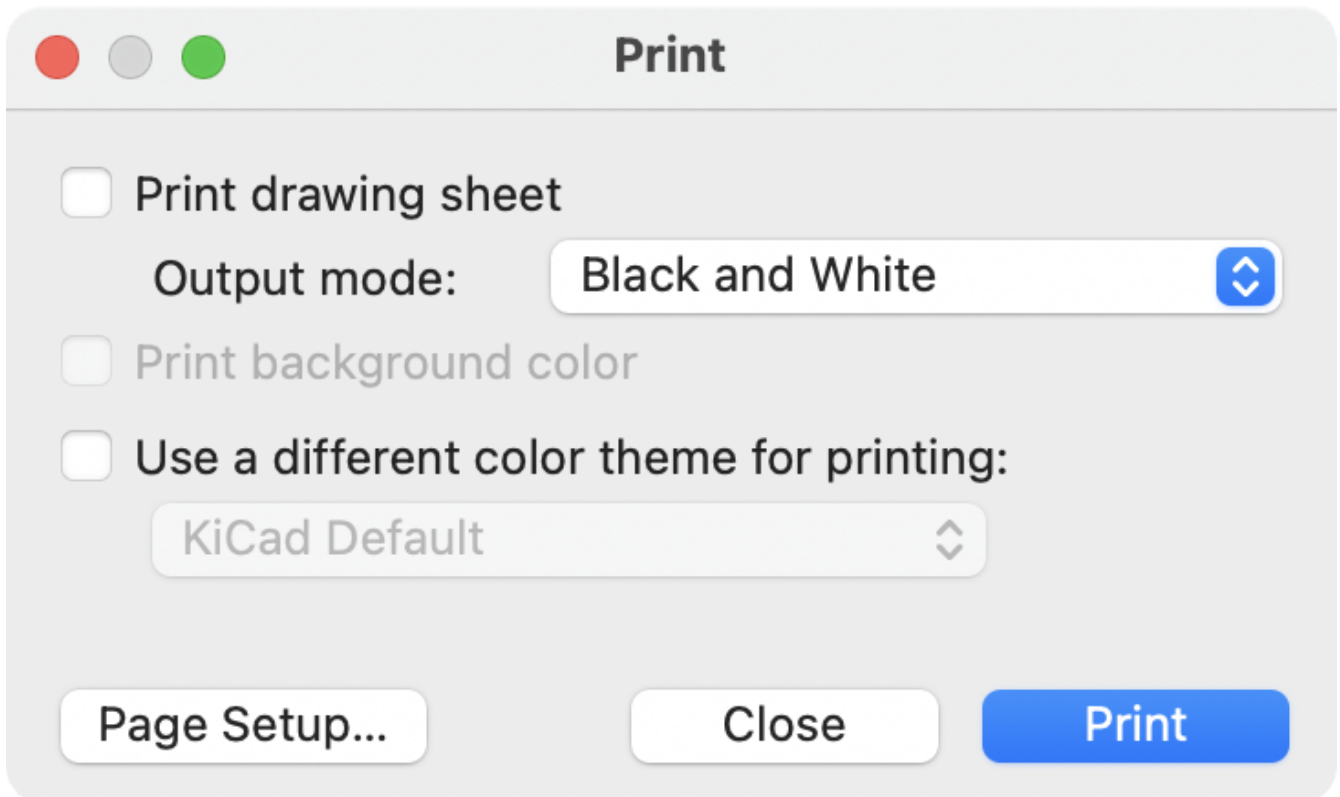 Print
Print drawing sheet
Output mode: Black and White
Print background color
Use a different color theme for printing:
KiCad Default
Page Setup... Close Print